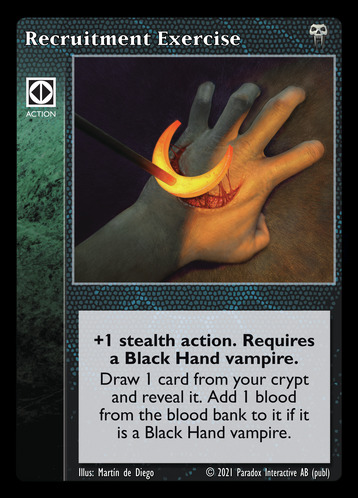 Recruitment Exercise
ACTION
+1 stealth action. Requires
a Black Hand vampire.
Draw 1 card from your crypt
and reveal it. Add 1 blood
from the blood bank to it if it
is a Black Hand vampire.
Illus: Martín de Diego © 2021 Paradox Interactive AB (publ)